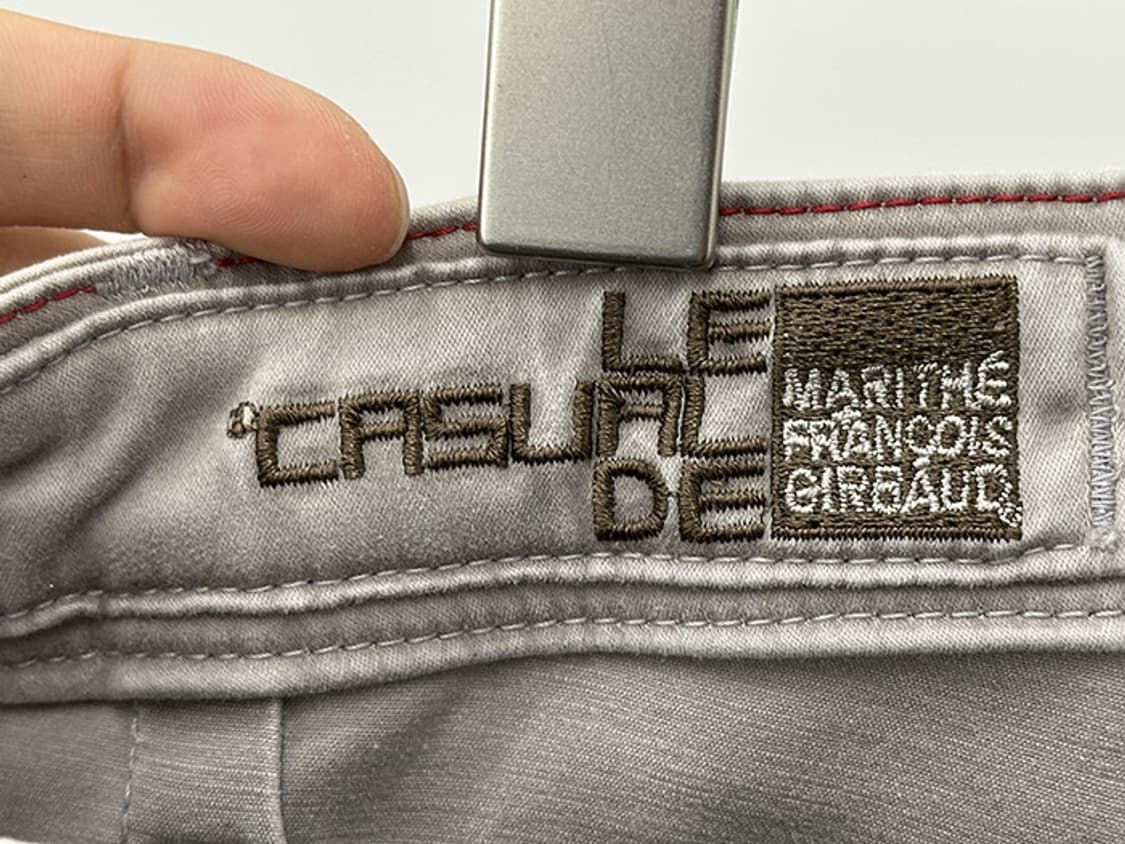 LE
CASUAL
DE
MARITHÉ
FRANÇOIS
GIRBAUD